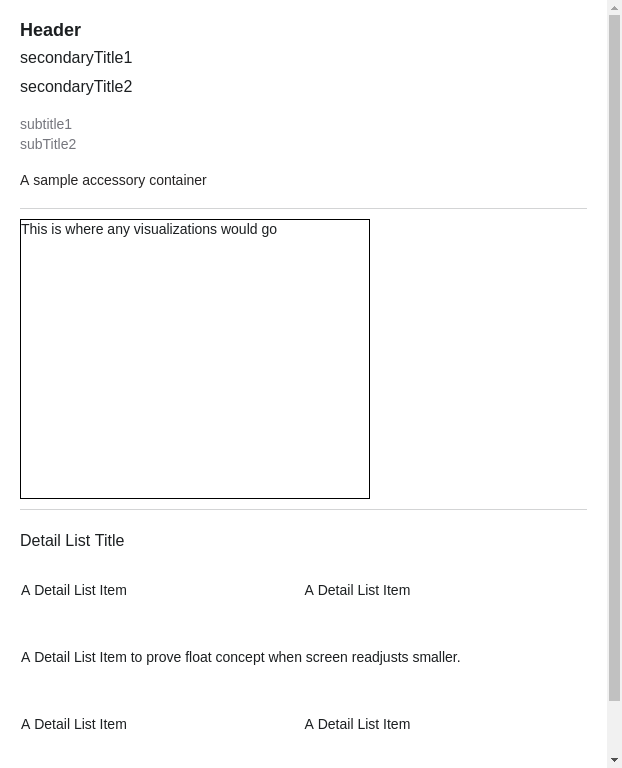 Header
secondaryTitle1
secondaryTitle2
subtitle1
subTitle2
A sample accessory container
This is where any visualizations would go
Detail List Title
A Detail List Item
A Detail List Item
A Detail List Item to prove float concept when screen readjusts smaller.
A Detail List Item
A Detail List Item